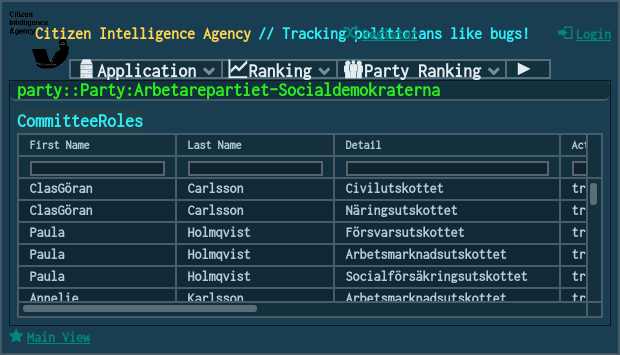 Citizen
Intelligence
Agency
Citizen Intelligence Agency // Tracking politicians like bugs!
Login
Application Ranking Party Ranking
party::Party:Arbetarepartiet-Socialdemokraterna
CommitteeRoles
First Name Last Name Detail Act
ClasGöran Carlsson Civilutskottet tr
ClasGöran Carlsson Näringsutskottet tr
Paula Holmqvist Försvarsutskottet tr
Paula Holmqvist Arbetsmarknadsutskottet tr
Paula Holmqvist Socialförsäkringsutskottet tr
Annelie Karlsson Arbetsmarknadsutskottet tr
Main View